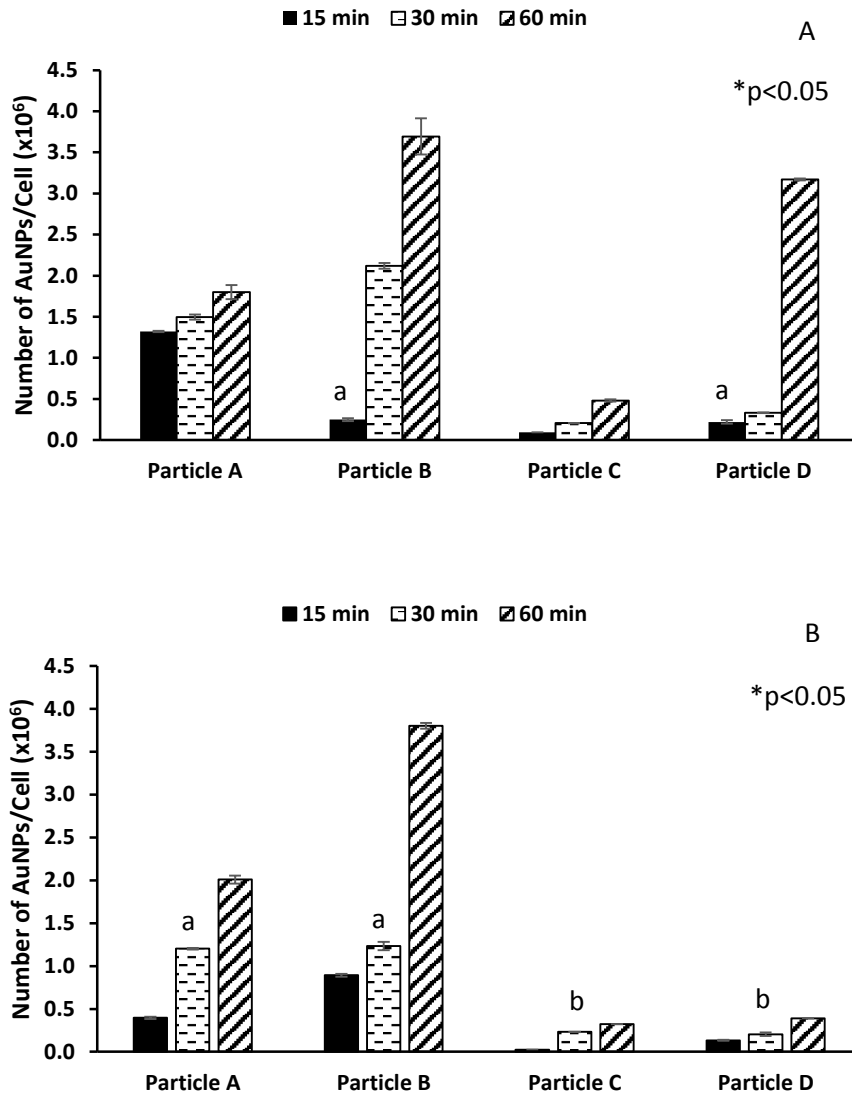 15 min 30 min 60 min
A
*p<0.05
Number of AuNPs/Cell (x10⁶)
4.5
4.0
3.5
3.0
2.5
2.0
1.5
1.0
0.5
0.0
a
a
Particle A Particle B Particle C Particle D
15 min 30 min 60 min
B
*p<0.05
Number of AuNPs/Cell (x10⁶)
4.5
4.0
3.5
3.0
2.5
2.0
1.5
1.0
0.5
0.0
a
a
b
b
Particle A Particle B Particle C Particle D